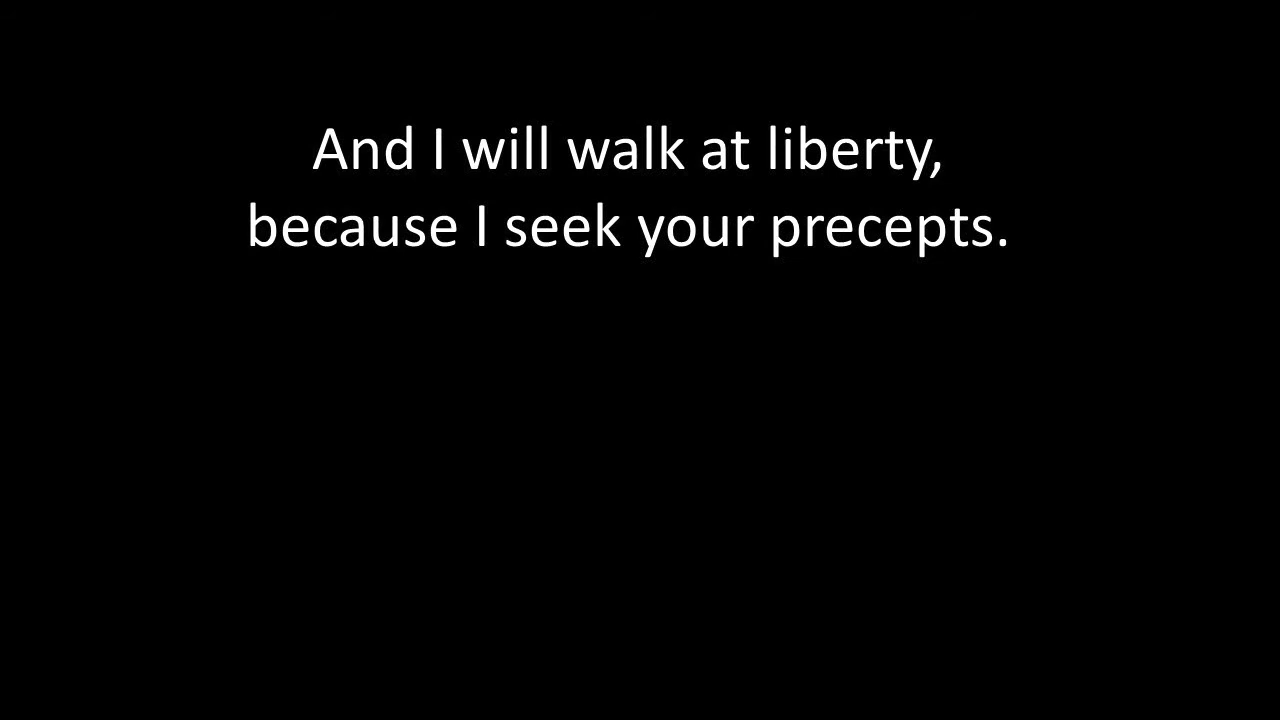 And I will walk at liberty,
because I seek your precepts.